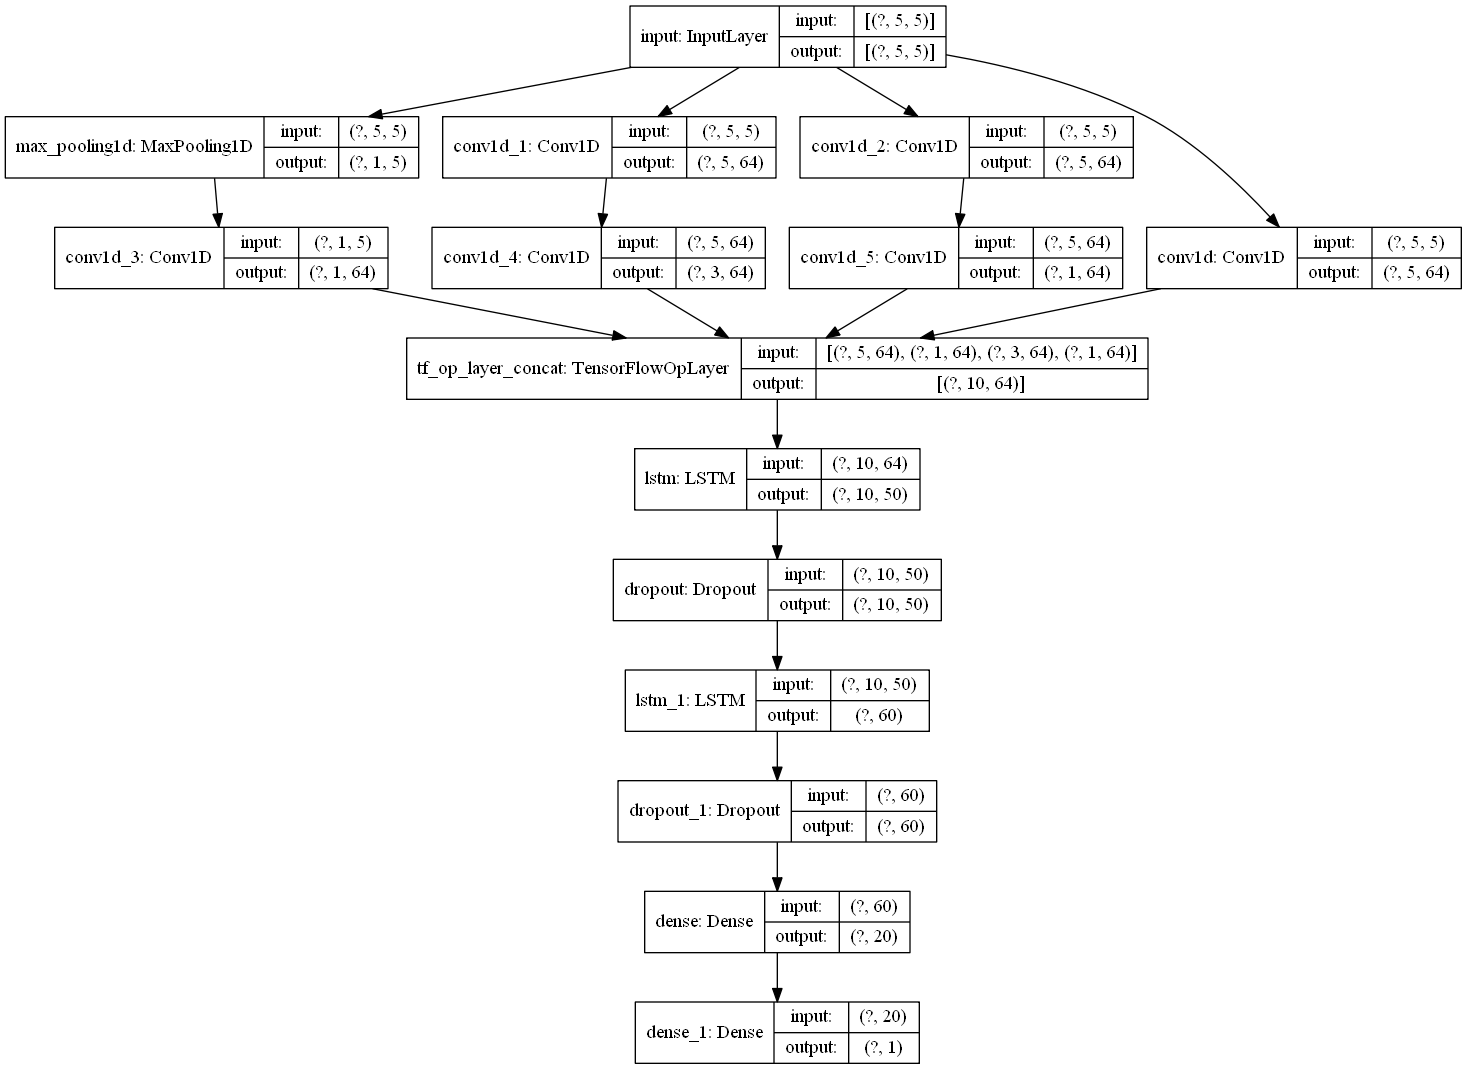 input: InputLayer
input: [(?, 5, 5)]
output: [(?, 5, 5)]
max_pooling1d: MaxPooling1D
input: (?, 5, 5)
output: (?, 1, 5)
conv1d_1: Conv1D
input: (?, 5, 5)
output: (?, 5, 64)
conv1d_2: Conv1D
input: (?, 5, 5)
output: (?, 5, 64)
conv1d_3: Conv1D
input: (?, 1, 5)
output: (?, 1, 64)
conv1d_4: Conv1D
input: (?, 5, 64)
output: (?, 3, 64)
conv1d_5: Conv1D
input: (?, 5, 64)
output: (?, 1, 64)
conv1d: Conv1D
input: (?, 5, 5)
output: (?, 5, 64)
tf_op_layer_concat: TensorFlowOpLayer
input: [(?, 5, 64), (?, 1, 64), (?, 3, 64), (?, 1, 64)]
output: [(?, 10, 64)]
lstm: LSTM
input: (?, 10, 64)
output: (?, 10, 50)
dropout: Dropout
input: (?, 10, 50)
output: (?, 10, 50)
lstm_1: LSTM
input: (?, 10, 50)
output: (?, 60)
dropout_1: Dropout
input: (?, 60)
output: (?, 60)
dense: Dense
input: (?, 60)
output: (?, 20)
dense_1: Dense
input: (?, 20)
output: (?, 1)